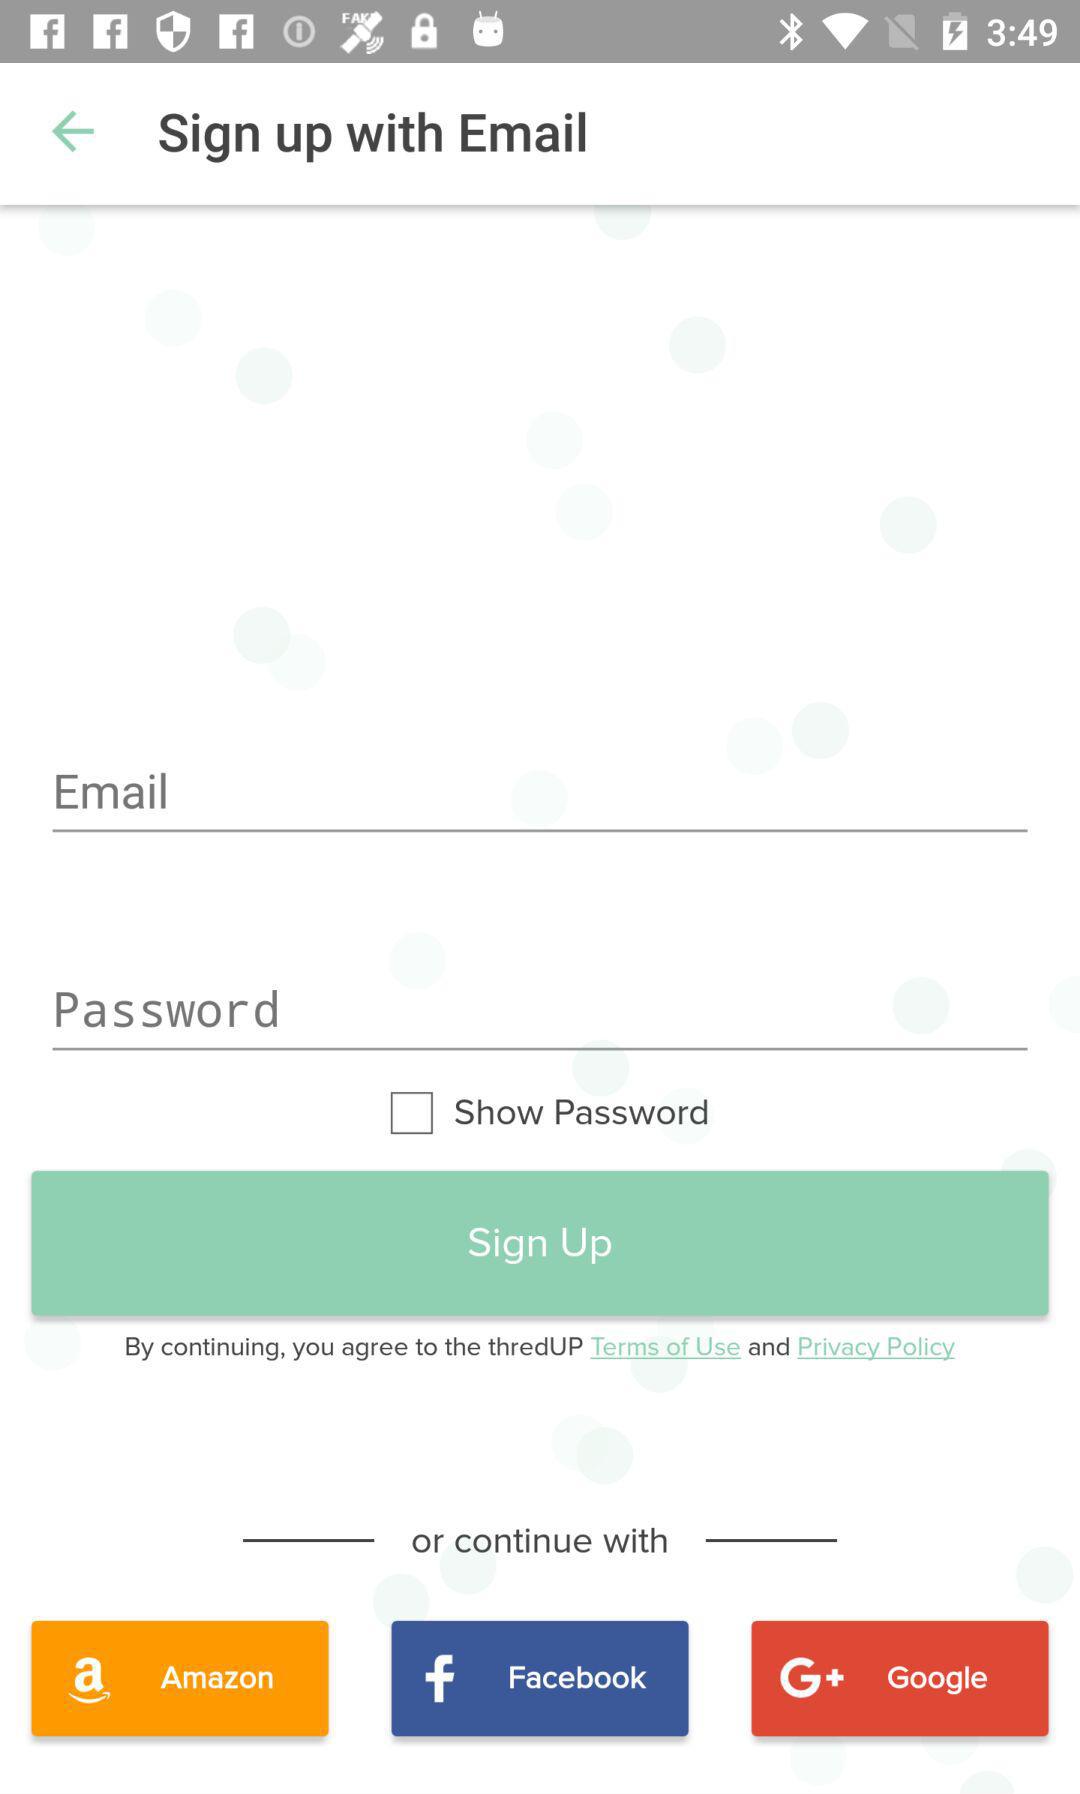 FAKE
3:49
Sign up with Email
Email
Password
Show Password
Sign Up
By continuing, you agree to the thredUP Terms of Use and Privacy Policy
or continue with
Amazon
Facebook
G+ Google